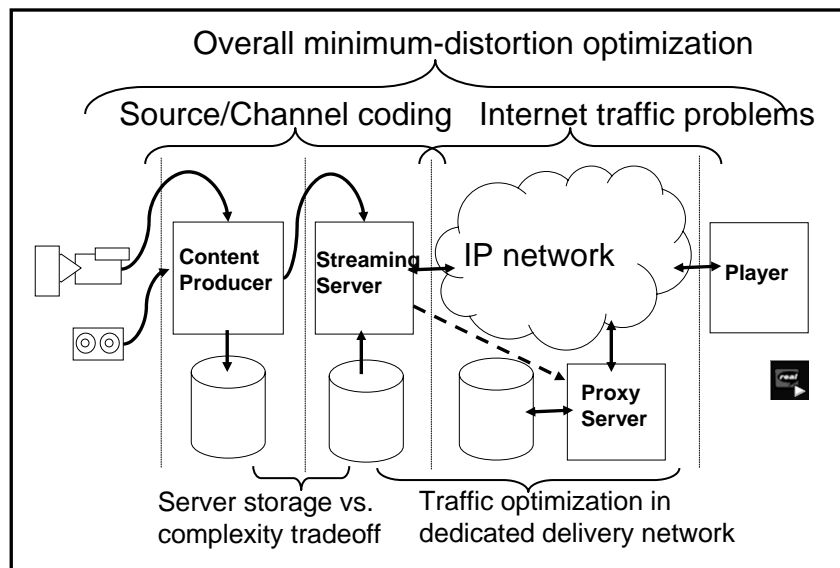 Overall minimum-distortion optimization
Source/Channel coding
Internet traffic problems
Content
Producer
Streaming
Server
IP network
Player
Proxy
Server
real
Server storage vs.
complexity tradeoff
Traffic optimization in
dedicated delivery network